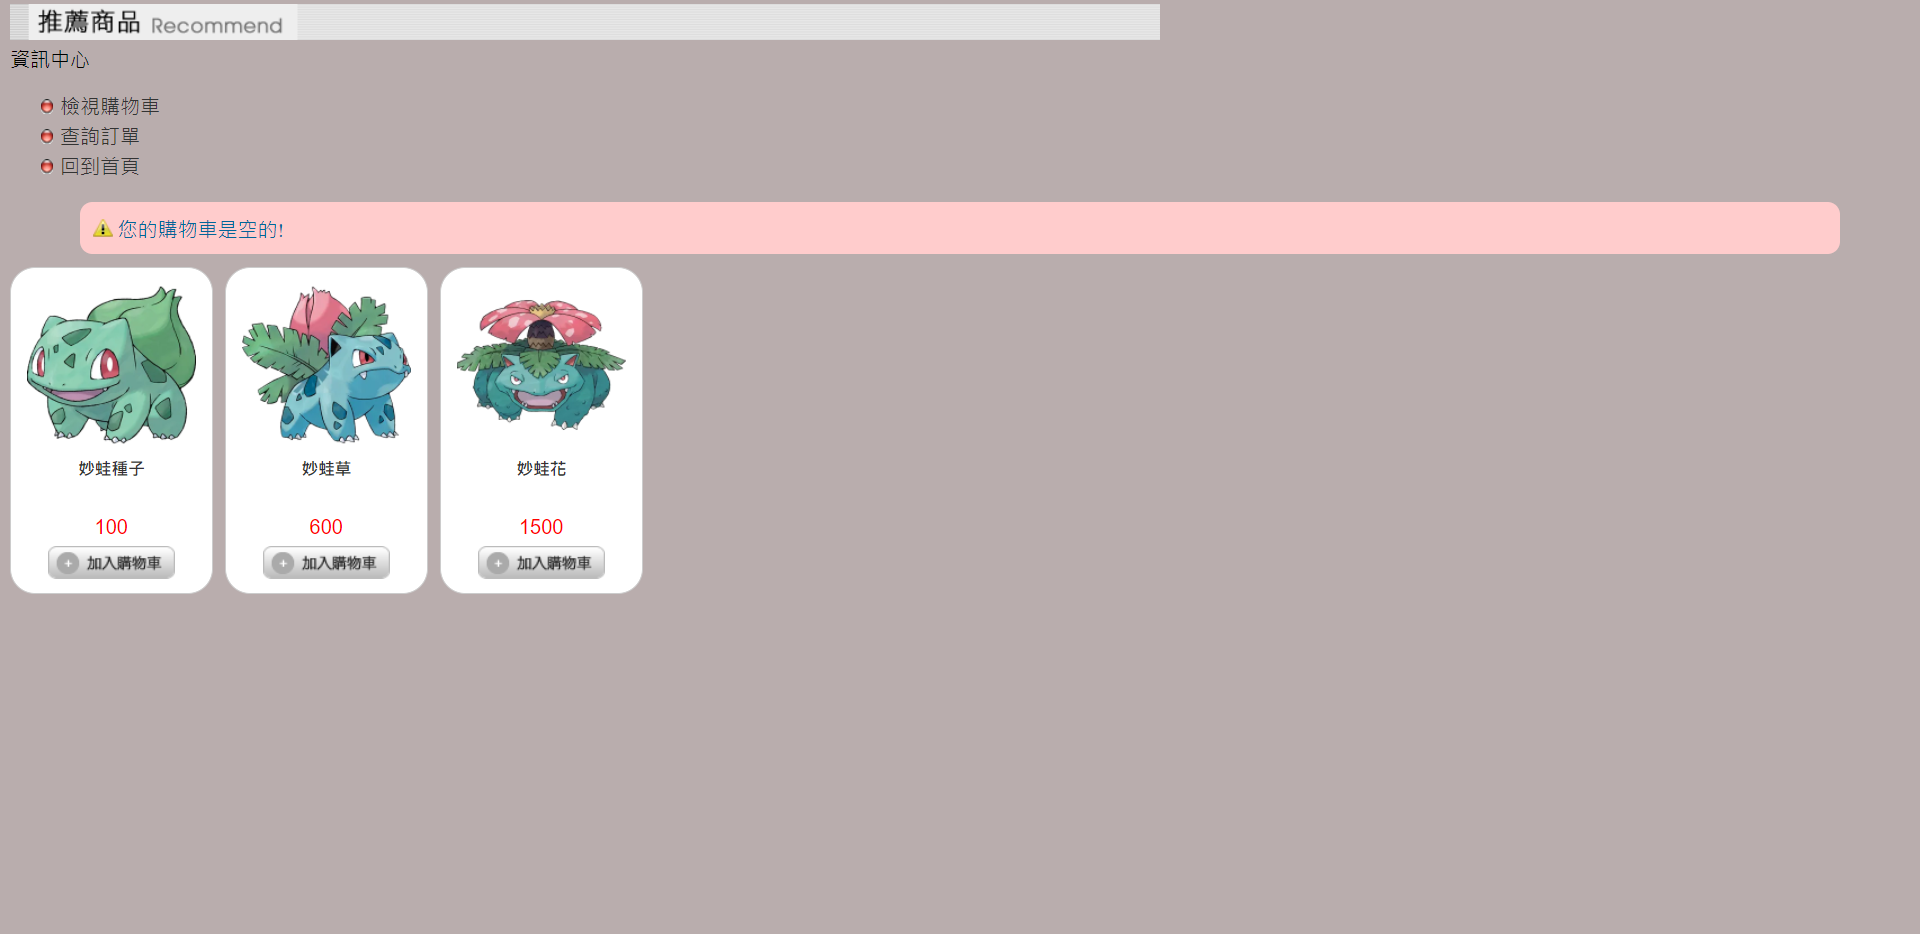 推薦商品 Recommend
資訊中心
檢視購物車
查詢訂單
回到首頁
您的購物車是空的!
妙蛙種子
100
加入購物車
妙蛙草
600
加入購物車
妙蛙花
1500
加入購物車